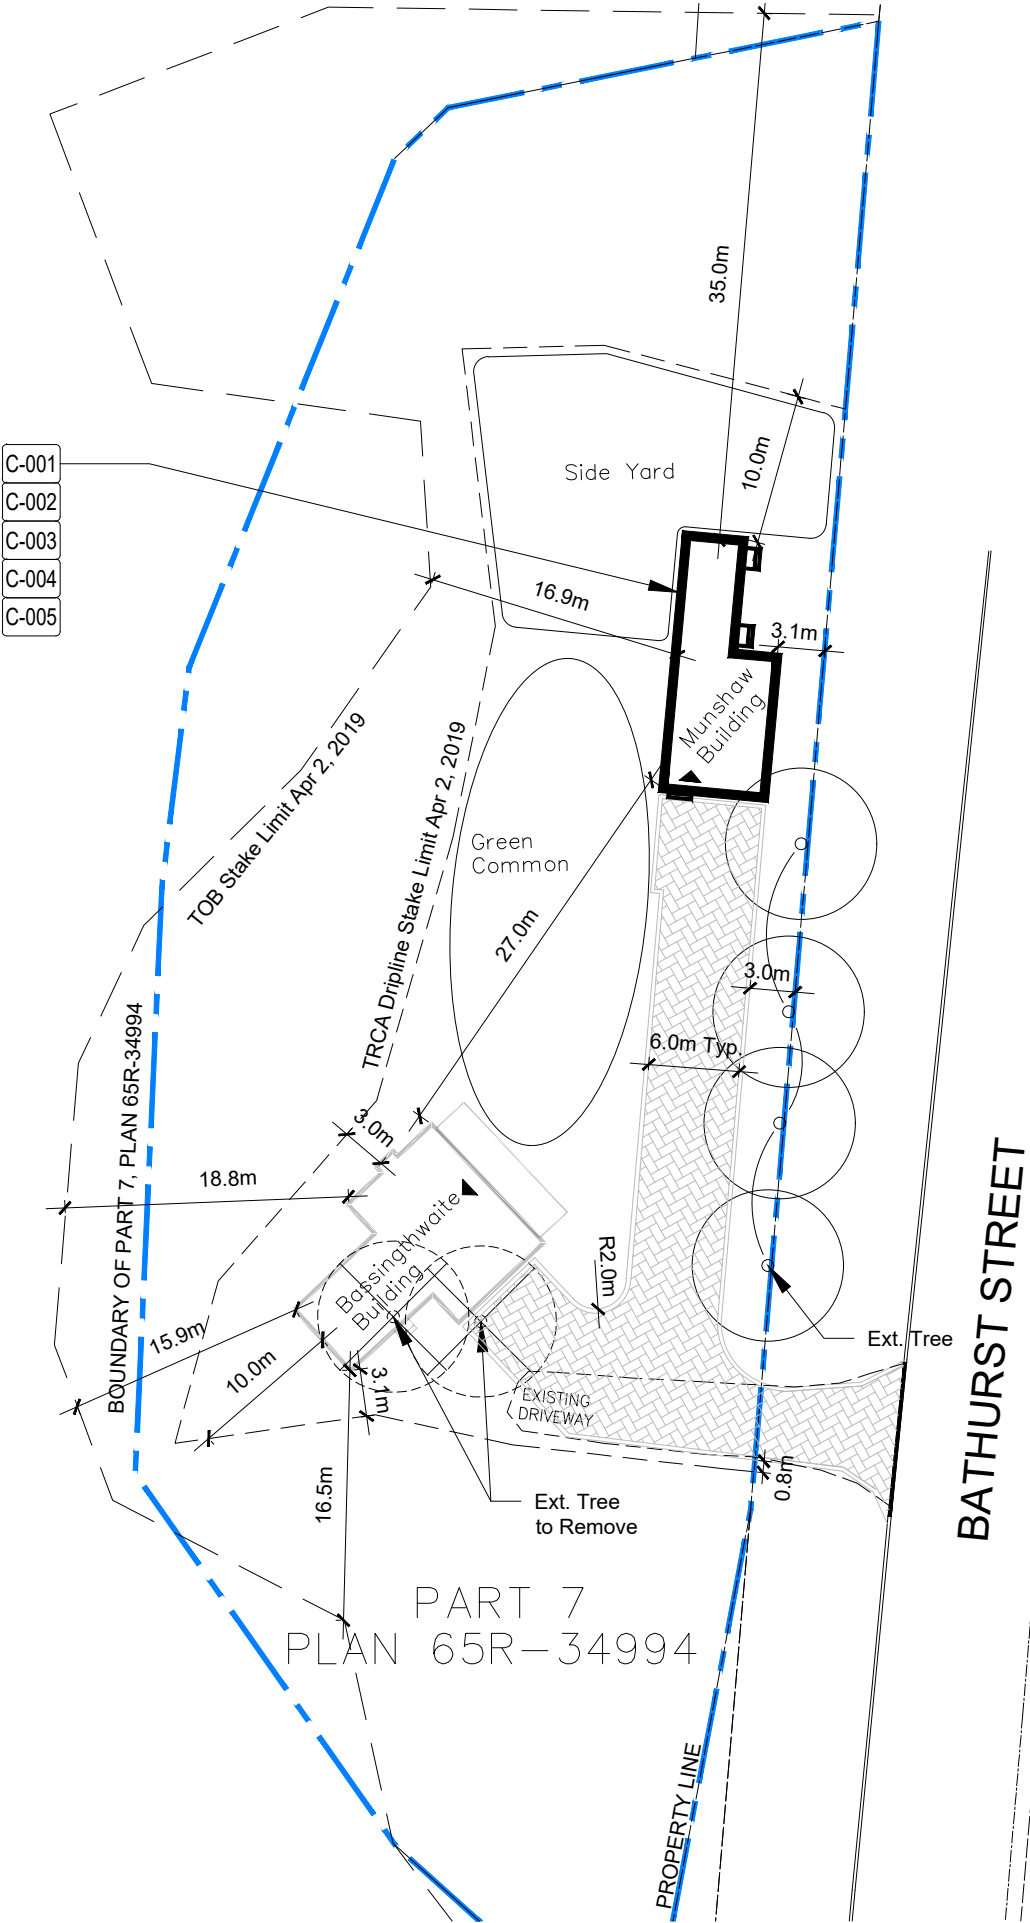 35.0m
10.0m
Side Yard
C-001
C-002
C-003
C-004
C-005
16.9m
3.1m
Munshaw
Building
TOB Stake Limit Apr 2, 2019
TRCA Dripline Stake Limit Apr 2, 2019
Green
Common
27.0m
3.0m
6.0m Typ.
BOUNDARY OF PART 7, PLAN 65R-34994
3.0m
18.8m
Bassingthwaite
Building
R2.0m
15.9m
10.0m
3.1m
Ext. Tree
EXISTING
DRIVEWAY
BATHURST STREET
0.8m
16.5m
Ext. Tree
to Remove
PART 7
PLAN 65R-34994
PROPERTY LINE